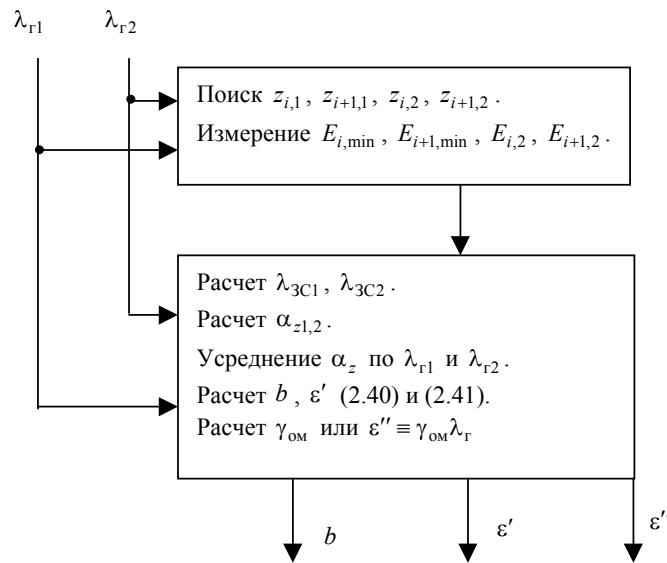 λг1 λг2
Поиск zi,1 , zi+1,1 , zi,2 , zi+1,2 .
Измерение Ei,min , Ei+1,min , Ei,2 , Ei+1,2 .
Расчет λЗС1 , λЗС2 .
Расчет αz1,2 .
Усреднение αz по λг1 и λг2 .
Расчет b , ε′ (2.40) и (2.41).
Расчет γом или ε″ ≡ γомλг
b ε′ ε″